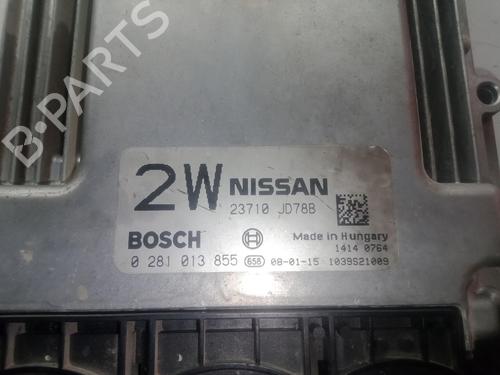 2W NISSAN
23710 JD78B
BOSCH
Made in Hungary
1414 0764
0 281 013 855 658 08-01-15 1039S21009
B-PARTS